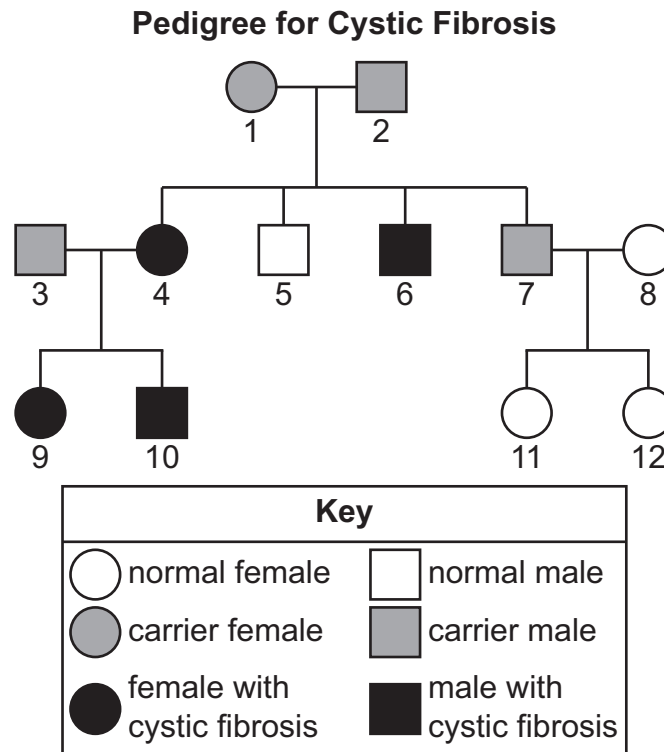 Pedigree for Cystic Fibrosis
1 2
3 4 5 6 7 8
9 10 11 12
Key
normal female normal male
carrier female carrier male
female with cystic fibrosis male with cystic fibrosis